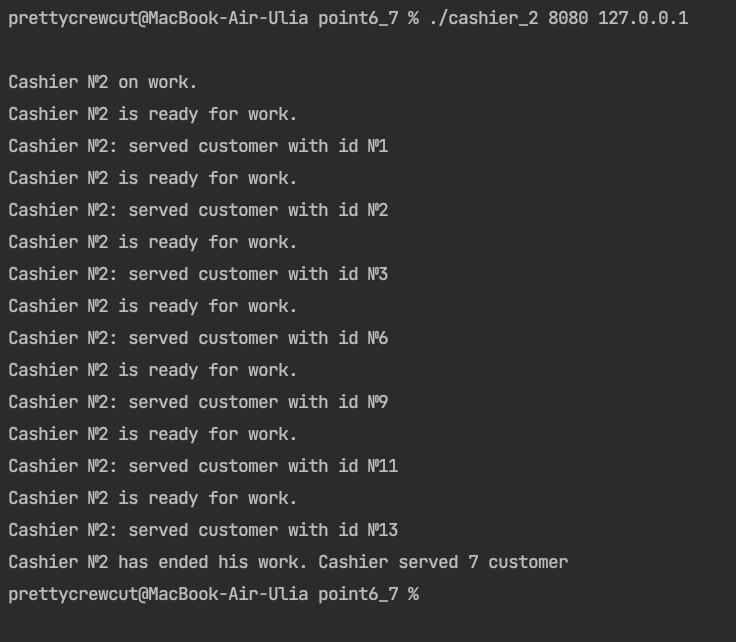 prettycrewcut@MacBook-Air-Ulia point6_7 % ./cashier_2 8080 127.0.0.1
Cashier №2 on work.
Cashier №2 is ready for work.
Cashier №2: served customer with id №1
Cashier №2 is ready for work.
Cashier №2: served customer with id №2
Cashier №2 is ready for work.
Cashier №2: served customer with id №3
Cashier №2 is ready for work.
Cashier №2: served customer with id №6
Cashier №2 is ready for work.
Cashier №2: served customer with id №9
Cashier №2 is ready for work.
Cashier №2: served customer with id №11
Cashier №2 is ready for work.
Cashier №2: served customer with id №13
Cashier №2 has ended his work. Cashier served 7 customer
prettycrewcut@MacBook-Air-Ulia point6_7 %